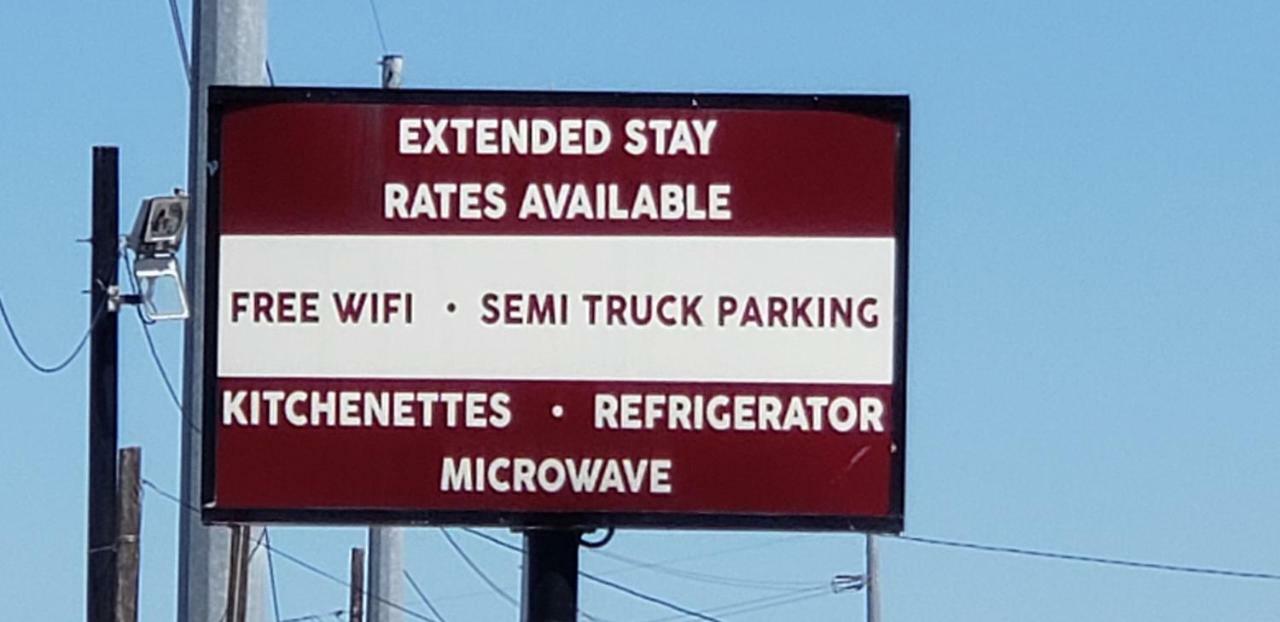 EXTENDED STAY
RATES AVAILABLE
FREE WIFI • SEMI TRUCK PARKING
KITCHENETTES • REFRIGERATOR
MICROWAVE